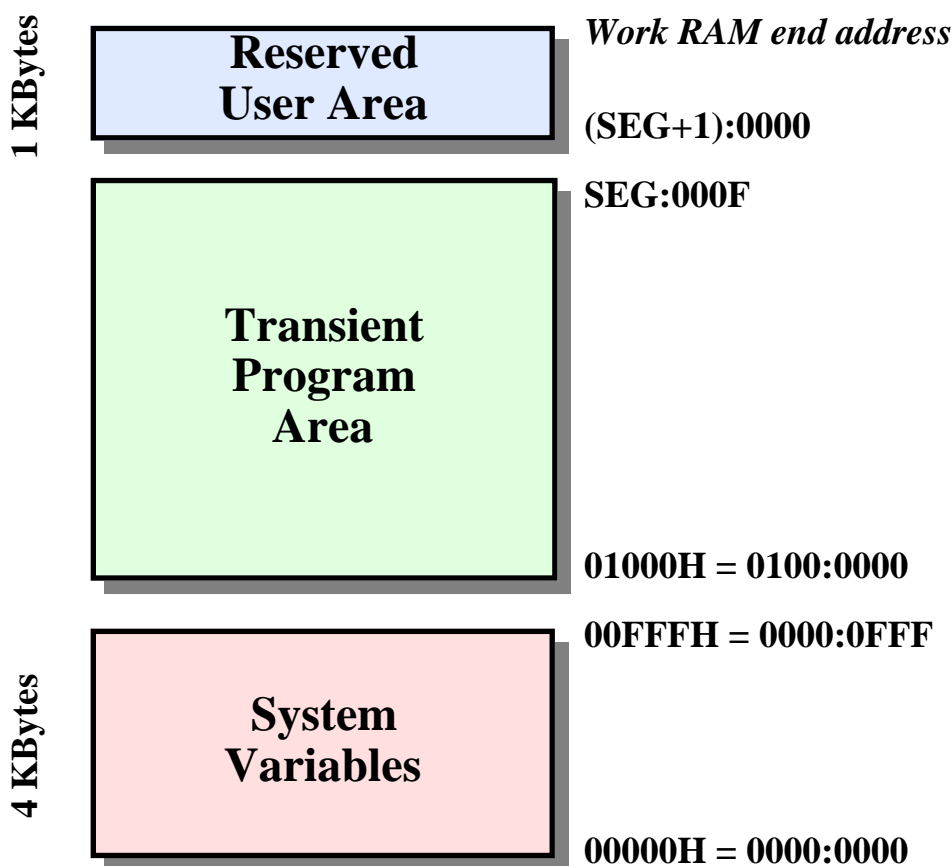 1 KBytes
Reserved
User Area
Work RAM end address
(SEG+1):0000
SEG:000F
Transient
Program
Area
01000H = 0100:0000
00FFFH = 0000:0FFF
4 KBytes
System
Variables
00000H = 0000:0000